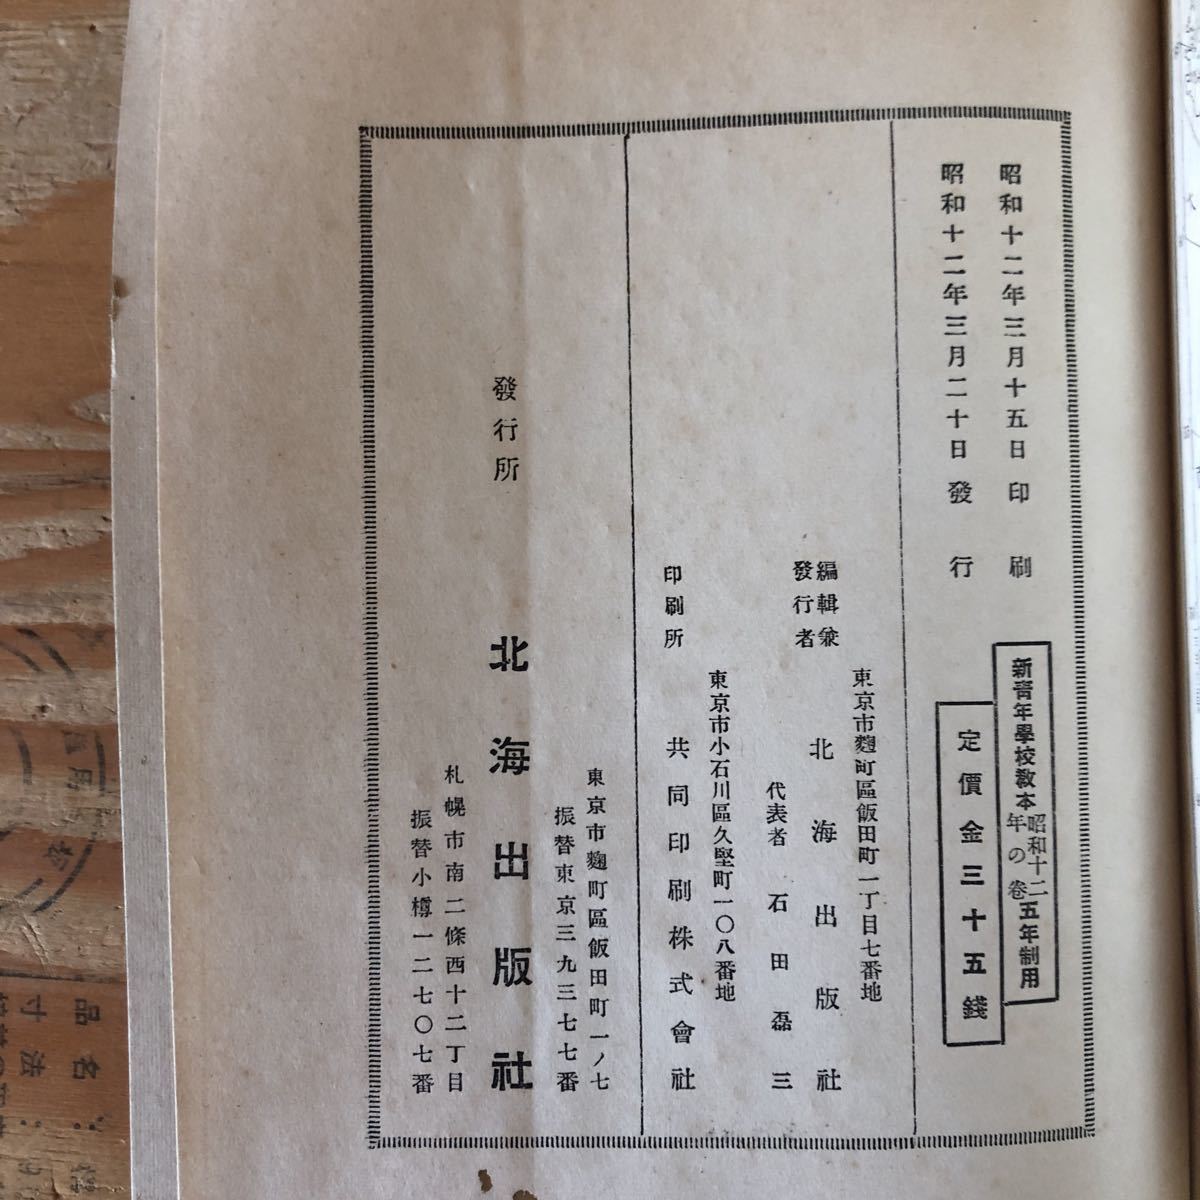 昭和十二年三月十五日印刷
昭和十二年三月二十日發行
新青年學校教本 昭和十二年の卷 五年制用
定價金三十五錢
編輯兼
發行者
東京市麴町區飯田町一丁目七番地
北海出版社
代表者 石田磊三
印刷所
東京市小石川區久堅町一〇八番地
共同印刷株式會社
發行所
東京市麴町區飯田町一ノ七
振替東京三九三七七番
北海出版社
札幌市南二條西十二丁目
振替小樽一二七〇七番
品名
寸法